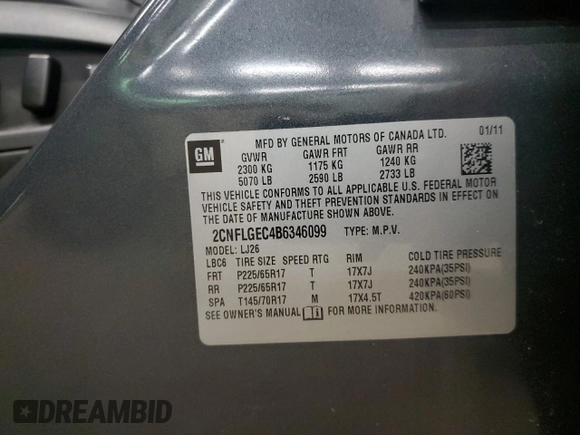 GM
MFD BY GENERAL MOTORS OF CANADA LTD. 01/11
GVWR GAWR FRT GAWR RR
2300 KG 1175 KG 1240 KG
5070 LB 2590 LB 2733 LB
THIS VEHICLE CONFORMS TO ALL APPLICABLE U.S. FEDERAL MOTOR
VEHICLE SAFETY AND THEFT PREVENTION STANDARDS IN EFFECT ON
THE DATE OF MANUFACTURE SHOWN ABOVE.
2CNFLGEC4B6346099 TYPE: M.P.V.
MODEL: LJ26
LBC6 TIRE SIZE SPEED RTG RIM COLD TIRE PRESSURE
FRT P225/65R17 T 17X7J 240KPA(35PSI)
RR P225/65R17 T 17X7J 240KPA(35PSI)
SPA T145/70R17 M 17X4.5T 420KPA(60PSI)
SEE OWNER'S MANUAL FOR MORE INFORMATION.
DREAMBID